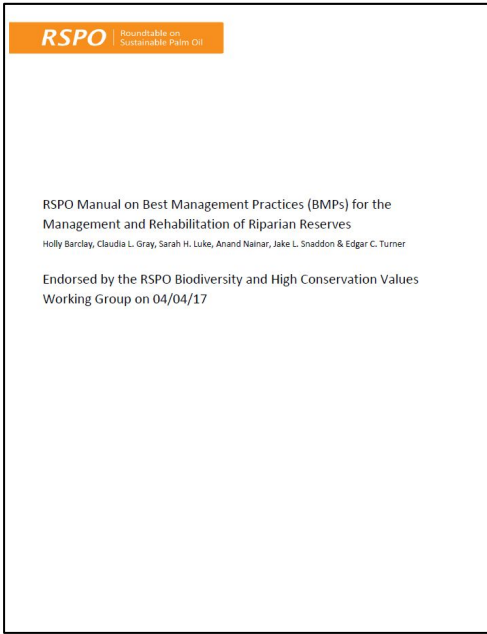 RSPO
Roundtable on
Sustainable Palm Oil
RSPO Manual on Best Management Practices (BMPs) for the
Management and Rehabilitation of Riparian Reserves
Holly Barclay, Claudia L. Gray, Sarah H. Luke, Anand Nainar, Jake L. Snaddon & Edgar C. Turner
Endorsed by the RSPO Biodiversity and High Conservation Values
Working Group on 04/04/17